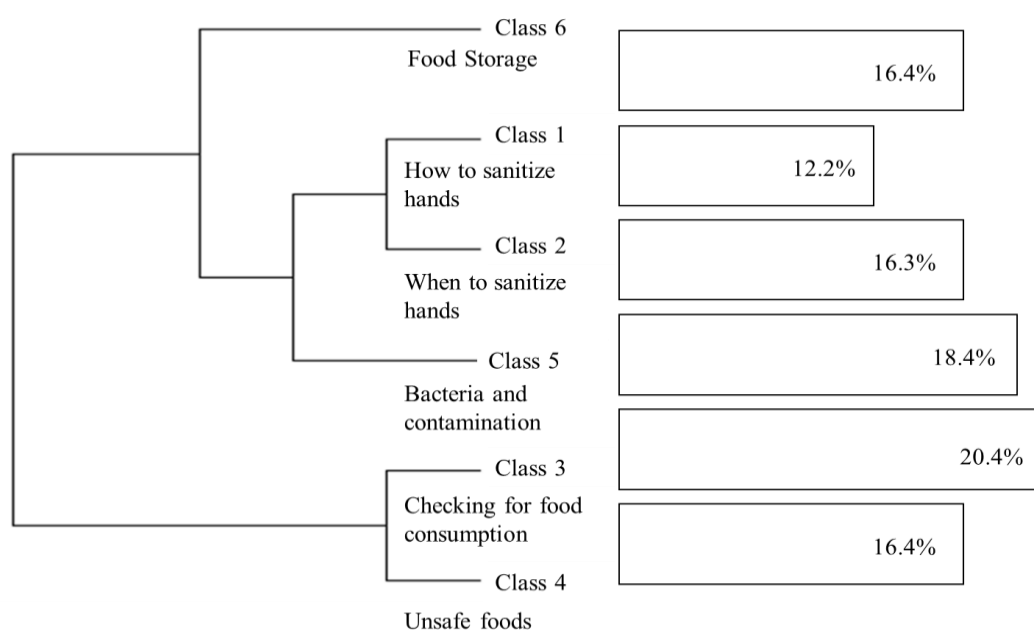 Class 6
Food Storage
16.4%
Class 1
How to sanitize
hands
12.2%
Class 2
When to sanitize
hands
16.3%
Class 5
Bacteria and
contamination
18.4%
Class 3
Checking for food
consumption
20.4%
Class 4
Unsafe foods
16.4%